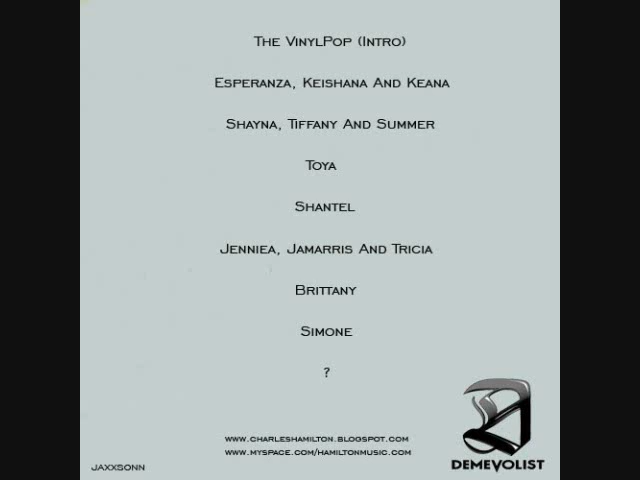 The VinylPop (Intro)
Esperanza, Keishana And Keana
Shayna, Tiffany And Summer
Toya
Shantel
Jenniea, Jamarris And Tricia
Brittany
Simone
?
www.charleshamilton.blogspot.com
www.myspace.com/hamiltonmusic.com
DEMEVOLIST
JAXXSONN